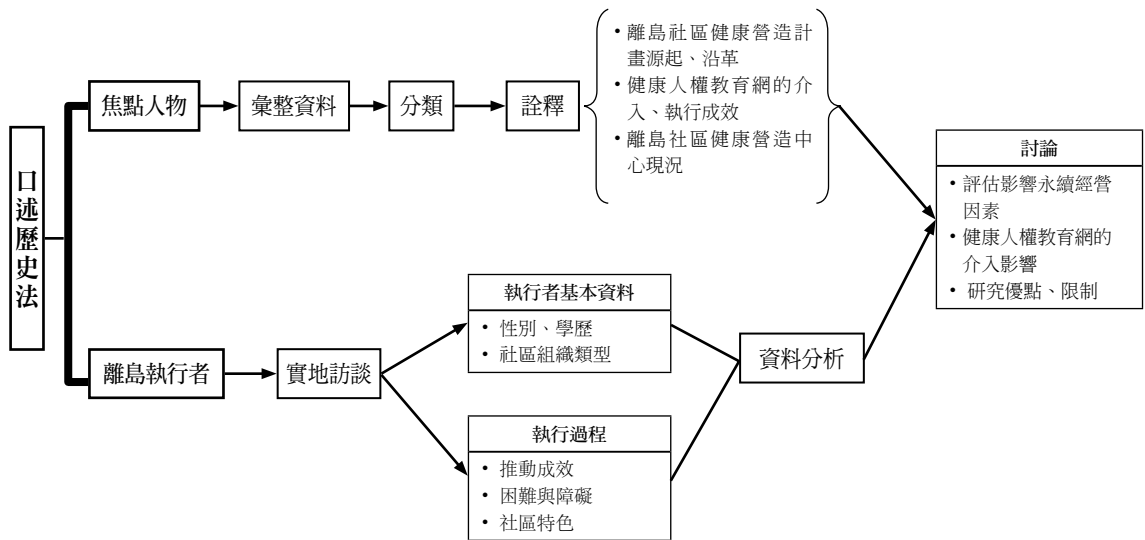 口述歷史法
焦點人物
彙整資料
分類
詮釋
• 離島社區健康營造計
畫源起、沿革
• 健康人權教育網的介
入、執行成效
• 離島社區健康營造中
心現況
離島執行者
實地訪談
執行者基本資料
• 性別、學歷
• 社區組織類型
執行過程
• 推動成效
• 困難與障礙
• 社區特色
資料分析
討論
• 評估影響永續經營
因素
• 健康人權教育網的
介入影響
• 研究優點、限制